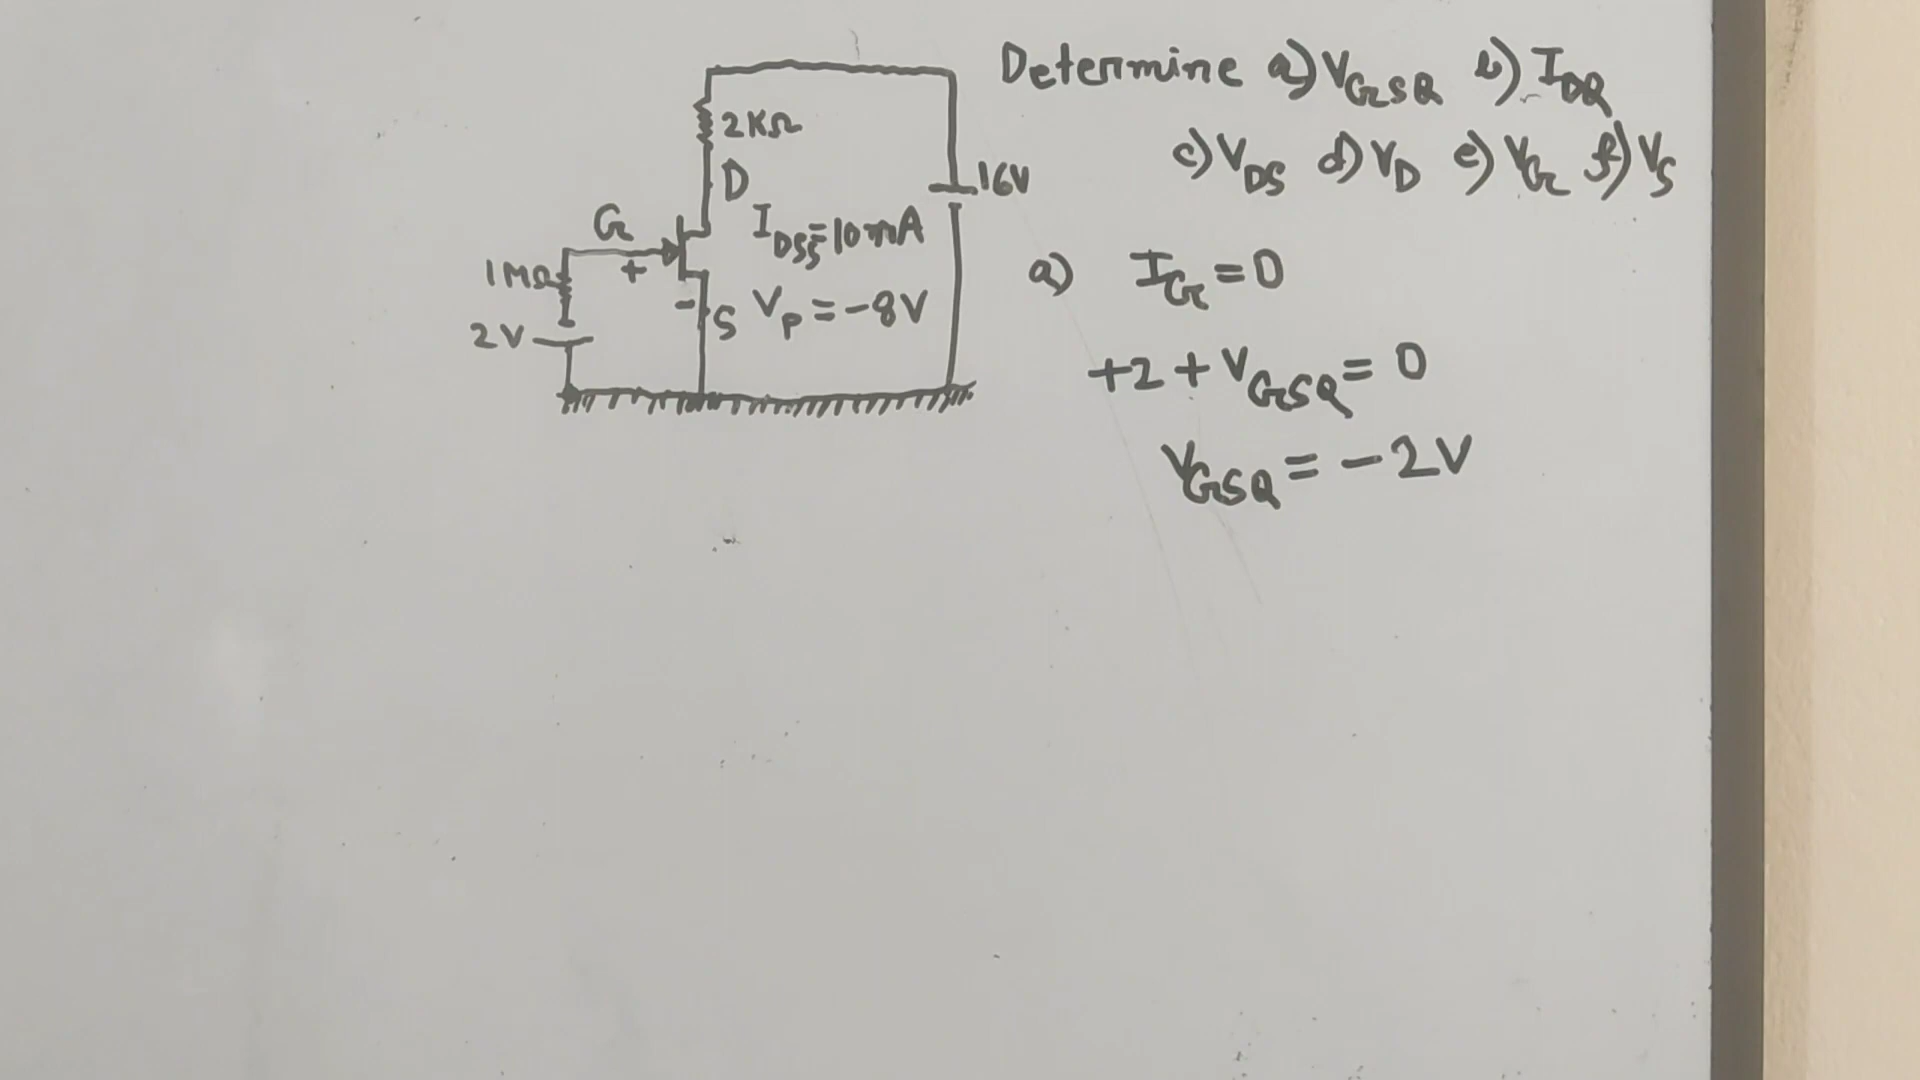 Determine a) VGSQ b) IDQ
c) VDS d) VD e) VG f) VS
2KΩ
D
16V
G
IDSS=10mA
1MΩ
+
- S VP=-8V
2V
a) IG=0
+2+VGSQ=0
VGSQ=-2V